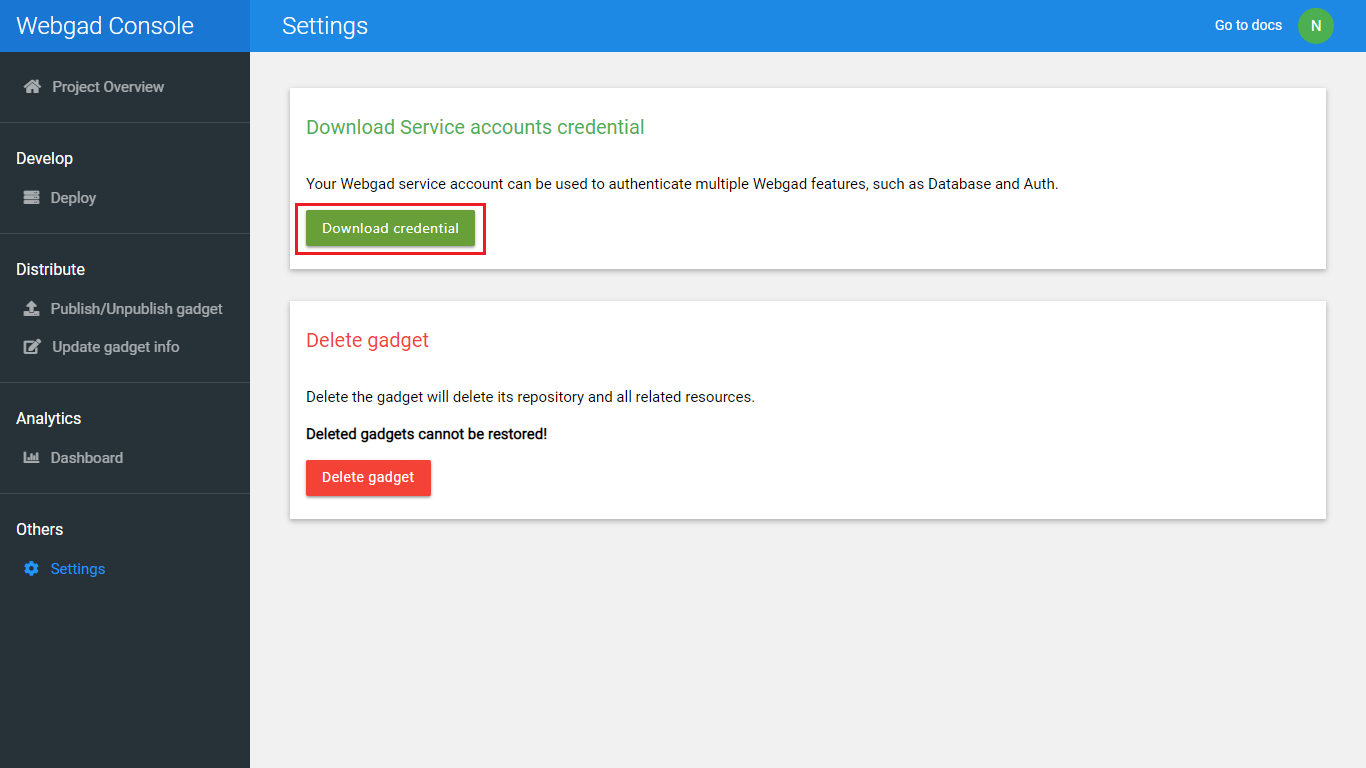 Webgad Console
Settings
Go to docs
N
Project Overview
Develop
Deploy
Distribute
Publish/Unpublish gadget
Update gadget info
Analytics
Dashboard
Others
Settings
Download Service accounts credential
Your Webgad service account can be used to authenticate multiple Webgad features, such as Database and Auth.
Download credential
Delete gadget
Delete the gadget will delete its repository and all related resources.
Deleted gadgets cannot be restored!
Delete gadget